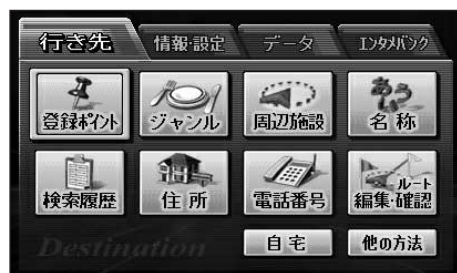 行き先 情報・設定 データ エンタメバンク
登録ポイント ジャンル 周辺施設 あう 名称
検索履歴 住所 電話番号 ルート 編集・確認
Destination 自宅 他の方法